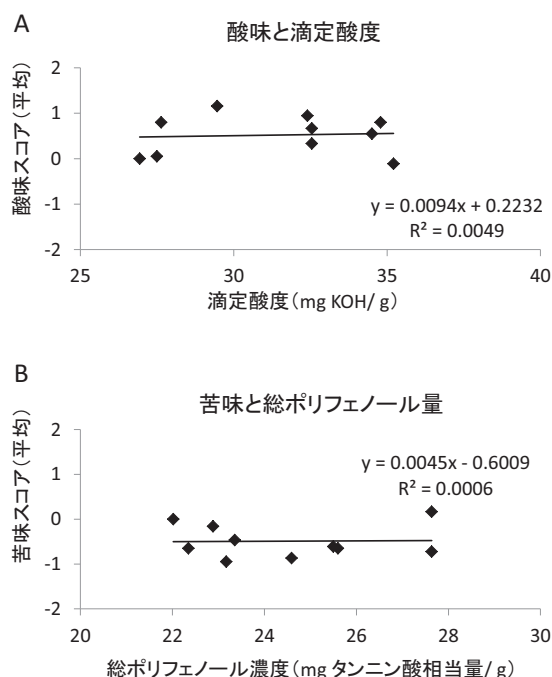 A
酸味と滴定酸度
酸味スコア(平均)
2
1
0
-1
-2
y = 0.0094x + 0.2232
R² = 0.0049
25
30
35
40
滴定酸度(mg KOH/ g)
B
苦味と総ポリフェノール量
苦味スコア(平均)
2
1
0
-1
-2
y = 0.0045x - 0.6009
R² = 0.0006
20
22
24
26
28
30
総ポリフェノール濃度(mg タンニン酸相当量/ g)